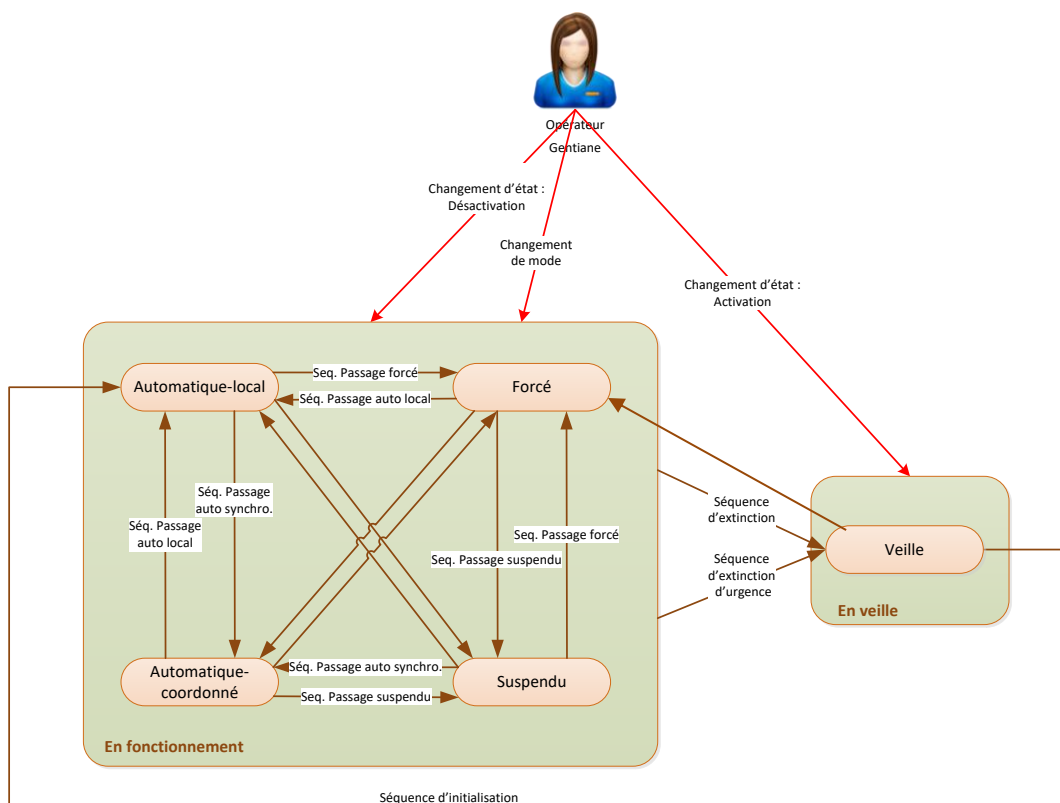 Opérateur
Gentiane
Changement d’état :
Désactivation
Changement
de mode
Changement d’état :
Activation
Automatique-local
Seq. Passage forcé
Forcé
Séq. Passage auto local
Séq. Passage
auto synchro.
Séq. Passage
auto local
Séquence
d’extinction
Seq. Passage forcé
Seq. Passage suspendu
Veille
Séquence
d’extinction
d’urgence
En veille
Automatique-
coordonné
Séq. Passage auto synchro.
Suspendu
Seq. Passage suspendu
En fonctionnement
Séquence d’initialisation